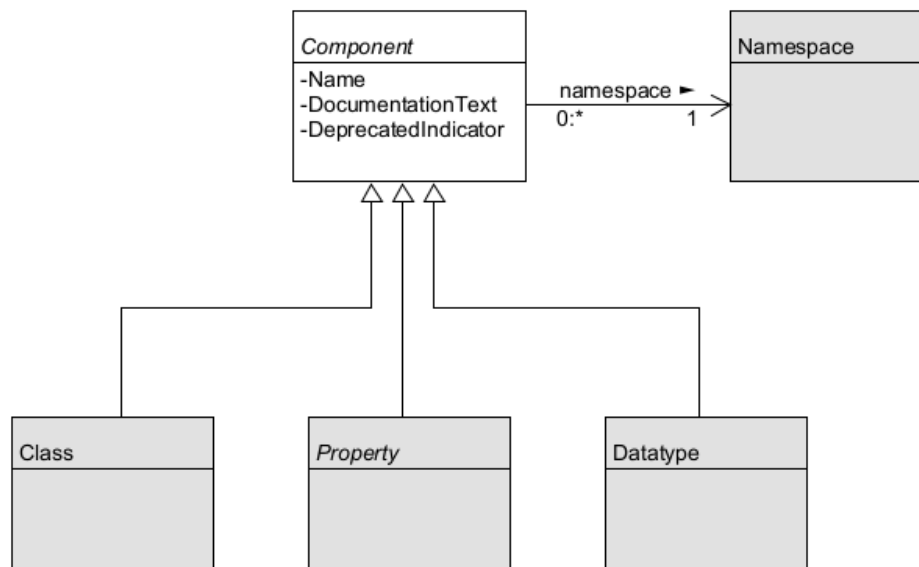 Component
-Name
-DocumentationText
-DeprecatedIndicator
namespace ►
0:*
1
Namespace
Class
Property
Datatype